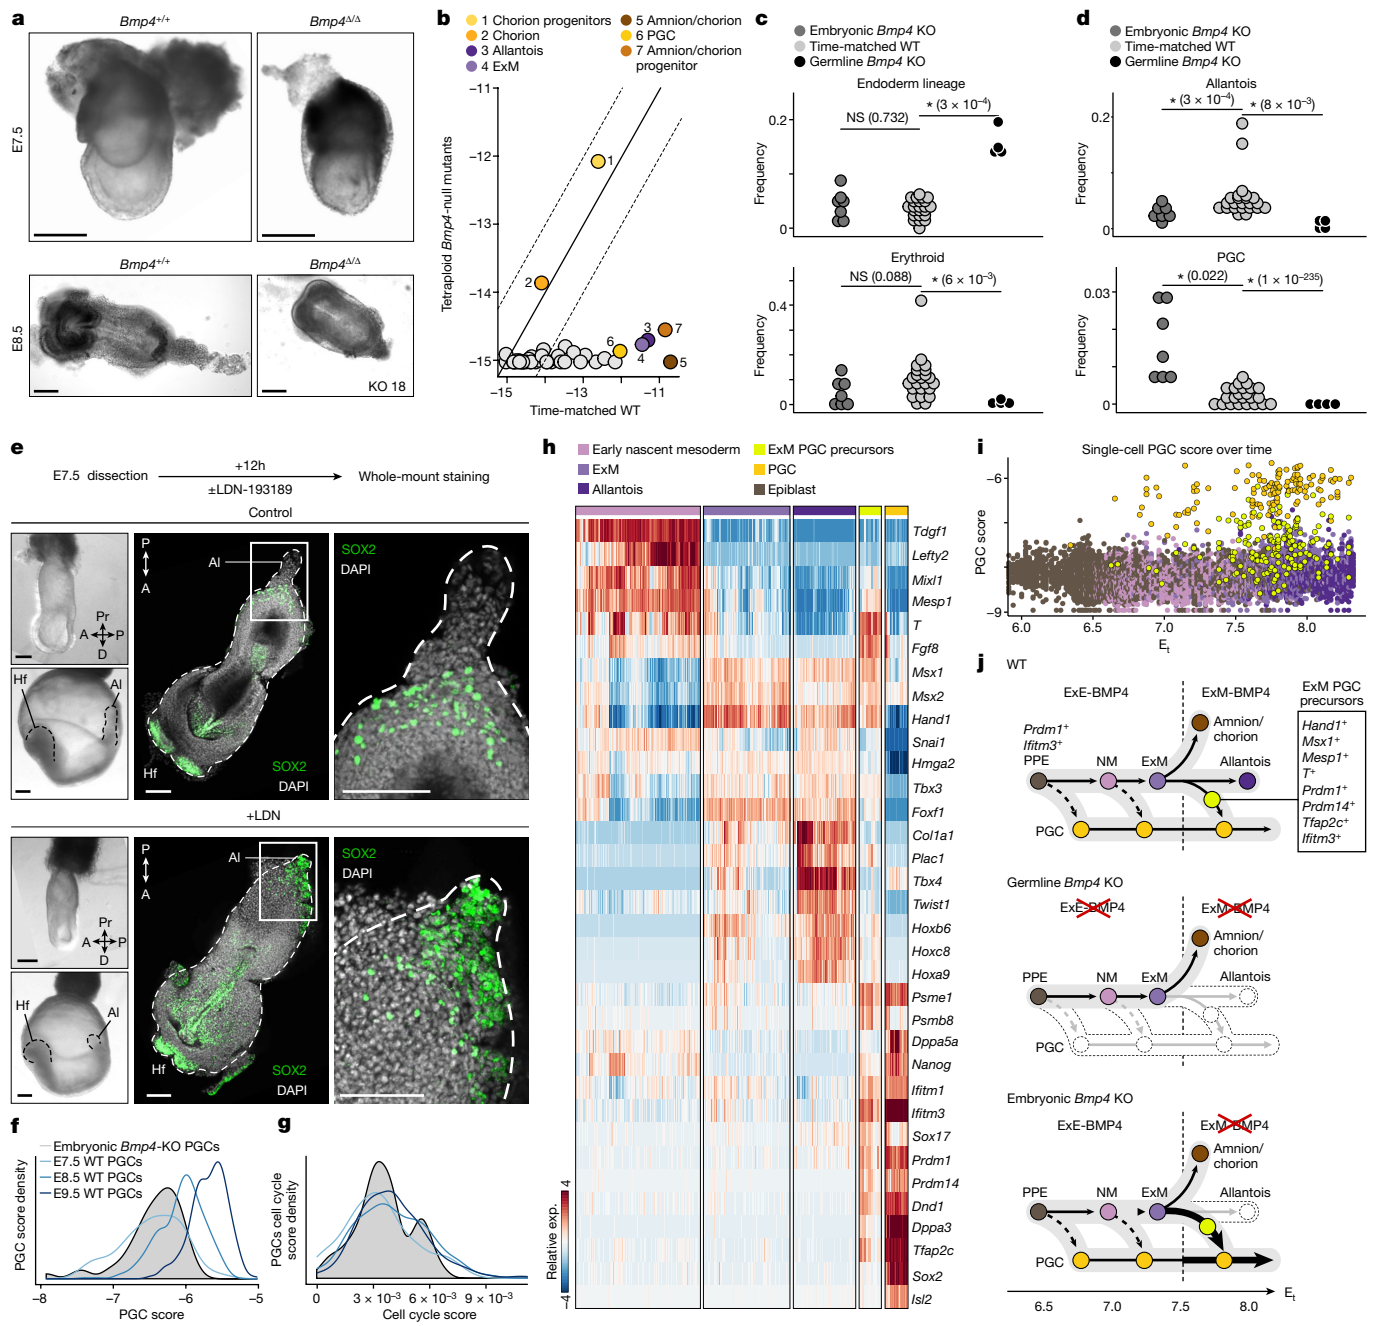 a
Bmp4+/+
BmpΔ/Δ
E7.5
Bmp4+/+
Bmp4Δ/Δ
E8.5
KO 18
b
1 Chorion progenitors
2 Chorion
3 Allantois
4 ExM
5 Amnion/chorion
6 PGC
7 Amnion/chorion
progenitor
Tetraploid Bmp4-null mutants
−11
−12
−13
−14
−15
1
2
3
4
5
6
7
−15
−13
−11
Time-matched WT
c
Embryonic Bmp4 KO
Time-matched WT
Germline Bmp4 KO
Endoderm lineage
NS (0.732)
* (3 × 10−4)
Frequency
0.2
0
Erythroid
NS (0.088)
* (6 × 10−3)
Frequency
0.4
0
d
Embryonic Bmp4 KO
Time-matched WT
Germline Bmp4 KO
Allantois
* (3 × 10−4)
* (8 × 10−3)
Frequency
0.2
0
PGC
* (0.022)
* (1 × 10−235)
Frequency
0.03
0
e
E7.5 dissection
+12h
±LDN-193189
Whole-mount staining
Control
Pr
A
P
D
Hf
Al
P
A
Al
Hf
SOX2
DAPI
SOX2
DAPI
+LDN
Pr
A
P
D
Hf
Al
P
A
Al
Hf
SOX2
DAPI
SOX2
DAPI
f
Embryonic Bmp4-KO PGCs
E7.5 WT PGCs
E8.5 WT PGCs
E9.5 WT PGCs
PGC score density
−8
−7
−6
−5
PGC score
g
PGCs cell cycle
score density
0
3 × 10−3
6 × 10−3
9 × 10−3
Cell cycle score
h
Early nascent mesoderm
ExM
Allantois
ExM PGC precursors
PGC
Epiblast
Tdgf1
Lefty2
Mixl1
Mesp1
T
Fgf8
Msx1
Msx2
Hand1
Snai1
Hmga2
Tbx3
Foxf1
Col1a1
Plac1
Tbx4
Twist1
Hoxb6
Hoxc8
Hoxa9
Psme1
Psmb8
Dppa5a
Nanog
Ifitm1
Ifitm3
Sox17
Prdm1
Prdm14
Dnd1
Dppa3
Tfap2c
Sox2
Isl2
Relative exp.
4
−4
i
Single-cell PGC score over time
PGC score
−6
−9
6.0
6.5
7.0
7.5
8.0
Et
j
WT
ExE-BMP4
ExM-BMP4
ExM PGC
precursors
Prdm1+
Ifitm3+
PPE
NM
ExM
Amnion/
chorion
Allantois
PGC
Hand1+
Msx1+
Mesp1+
T+
Prdm1+
Prdm14+
Tfap2c+
Ifitm3+
Germline Bmp4 KO
ExE-BMP4
ExM-BMP4
Amnion/
chorion
PPE
NM
ExM
Allantois
PGC
Embryonic Bmp4 KO
ExE-BMP4
ExM-BMP4
Amnion/
chorion
PPE
NM
ExM
Allantois
PGC
6.5
7.0
7.5
8.0
Et